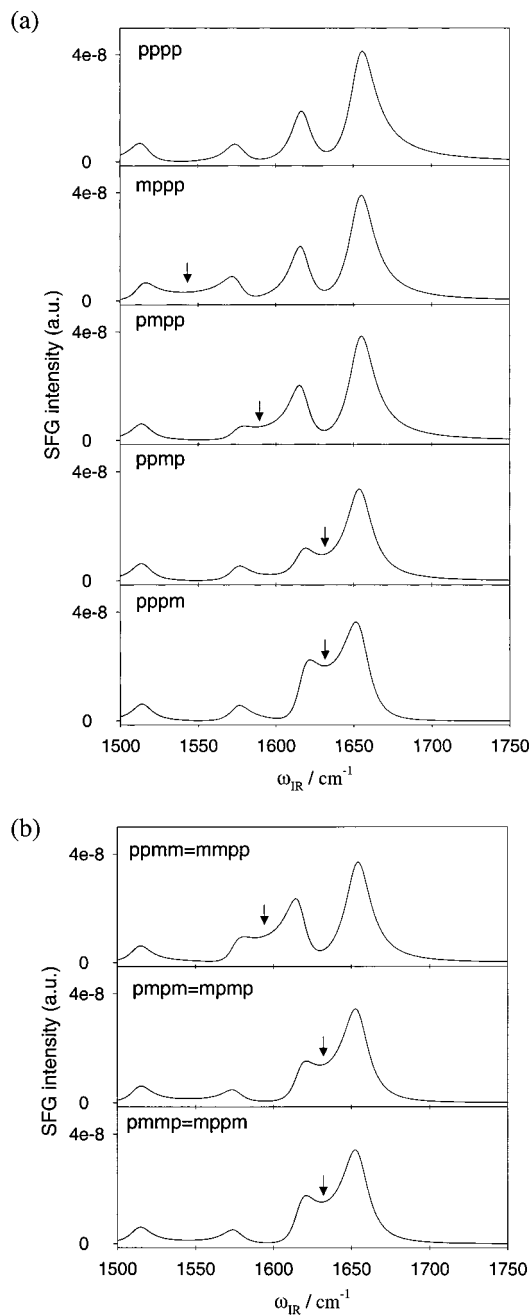 (a)
pppp
4e-8
0
mppp
4e-8
0
pmpp
4e-8
0
ppmp
4e-8
0
pppm
4e-8
0
SFG intensity (a.u.)
1500 1550 1600 1650 1700 1750
ωIR / cm-1
(b)
ppmm=mmpp
4e-8
0
pmpm=mpmp
4e-8
0
pmmp=mppm
4e-8
0
SFG intensity (a.u.)
1500 1550 1600 1650 1700 1750
ωIR / cm-1